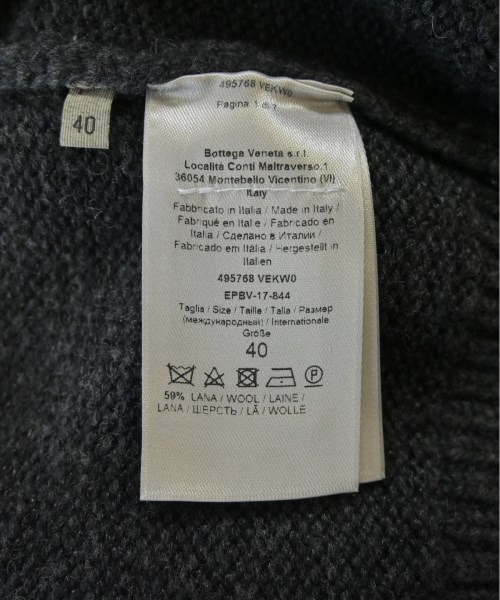 495768 VEKW0
Pagina 1 di 7
40
Bottega Veneta s.r.l.
Località Conti Maltraverso,1
36054 Montebello Vicentino (VI)
Italy
Fabbricato in Italia / Made in Italy /
Fabriqué en Italie / Fabricado en
Italia / Сделано в Италии /
Fabricado em Itália / Hergestellt in
Italien
495768 VEKW0
EPBV-17-844
Taglia / Size / Taille / Talla / Размер
(международный) / Internationale
Größe
40
59% LANA / WOOL / LAINE /
LANA / ШЕРСТЬ / LÃ / WOLLE